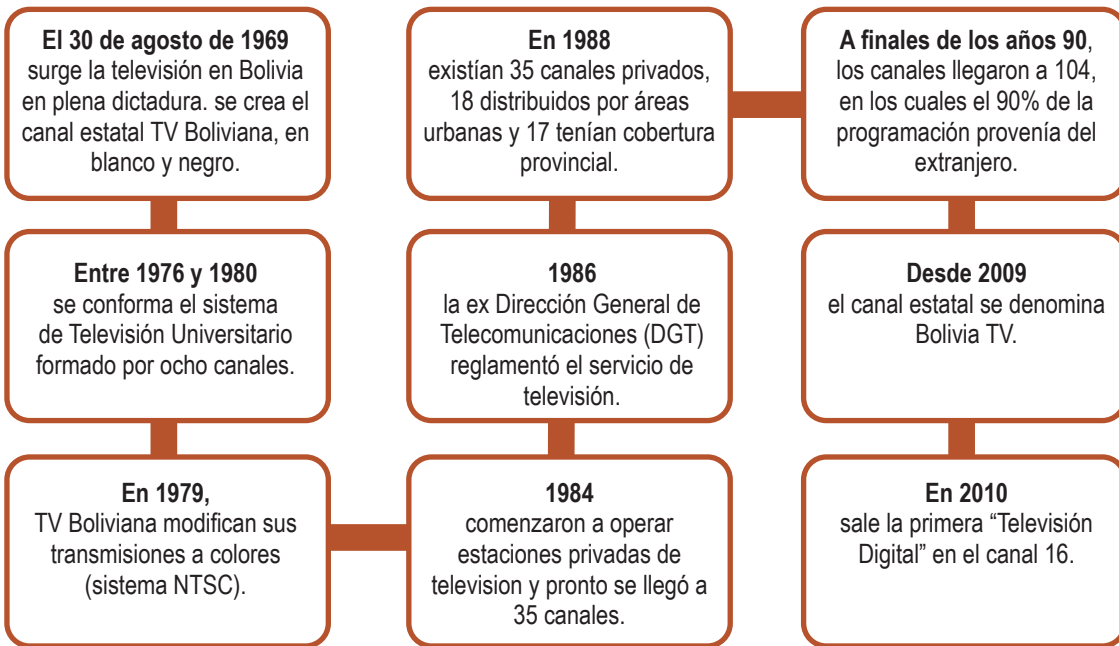 El 30 de agosto de 1969
surge la televisión en Bolivia
en plena dictadura. se crea el
canal estatal TV Boliviana, en
blanco y negro.
Entre 1976 y 1980
se conforma el sistema
de Televisión Universitario
formado por ocho canales.
En 1979,
TV Boliviana modifican sus
transmisiones a colores
(sistema NTSC).
1984
comenzaron a operar
estaciones privadas de
television y pronto se llegó a
35 canales.
1986
la ex Dirección General de
Telecomunicaciones (DGT)
reglamentó el servicio de
televisión.
En 1988
existían 35 canales privados,
18 distribuidos por áreas
urbanas y 17 tenían cobertura
provincial.
A finales de los años 90,
los canales llegaron a 104,
en los cuales el 90% de la
programación provenía del
extranjero.
Desde 2009
el canal estatal se denomina
Bolivia TV.
En 2010
sale la primera “Televisión
Digital” en el canal 16.